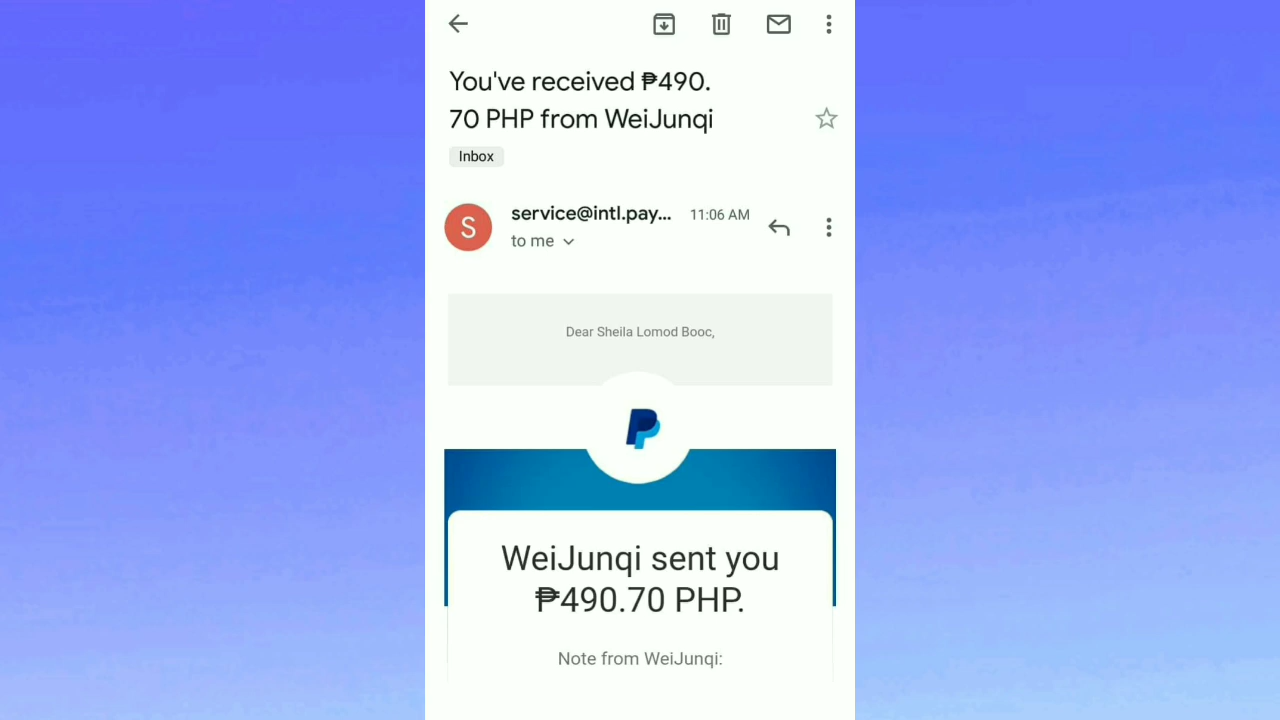 You've received ₱490.
70 PHP from WeiJunqi
Inbox
S
service@intl.pay...
11:06 AM
to me
Dear Sheila Lomod Booc,
WeiJunqi sent you
₱490.70 PHP.
Note from WeiJunqi: